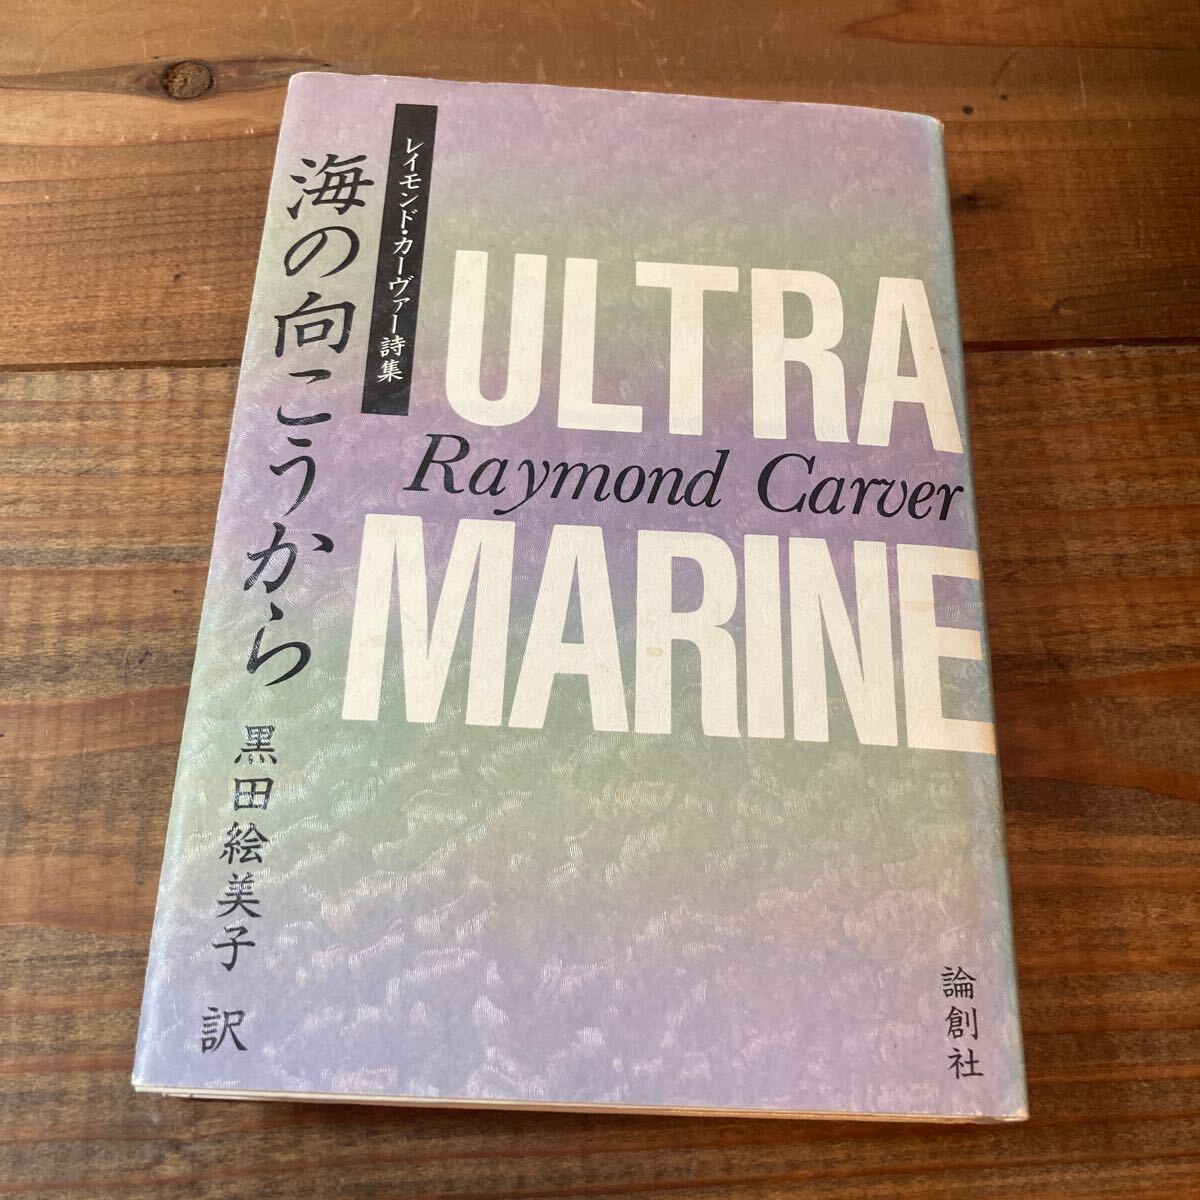 海の向こうから
レイモンド・カーヴァー詩集
ULTRA
Raymond Carver
MARINE
黒田絵美子 訳
論創社